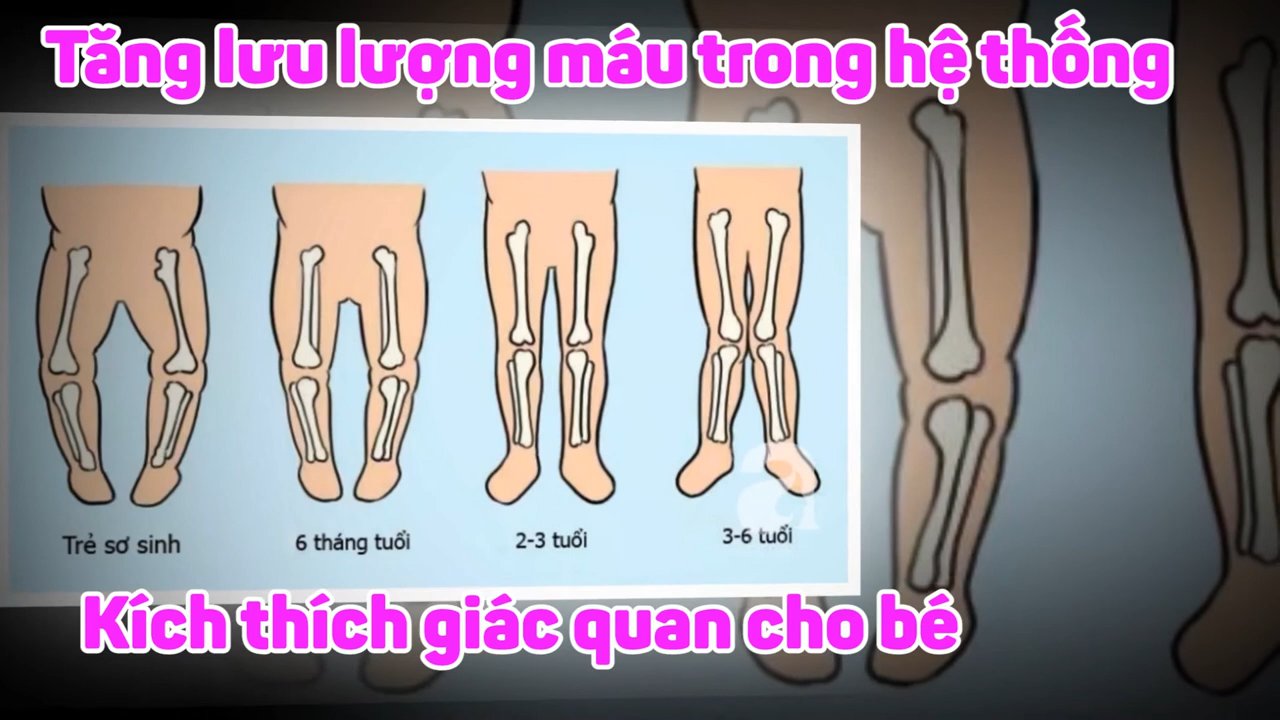 Tăng lưu lượng máu trong hệ thống
Trẻ sơ sinh
6 tháng tuổi
2-3 tuổi
3-6 tuổi
Kích thích giác quan cho bé